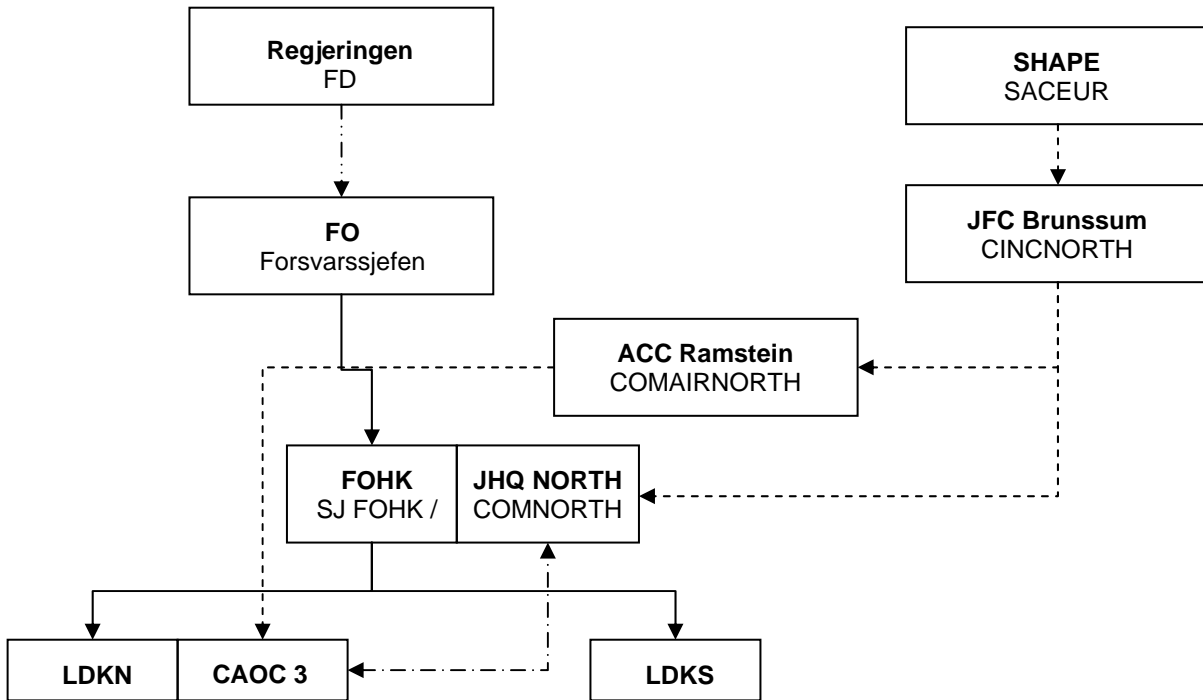 Regjeringen
FD
SHAPE
SACEUR
FO
Forsvarssjefen
JFC Brunssum
CINCNORTH
ACC Ramstein
COMAIRNORTH
FOHK
SJ FOHK /
JHQ NORTH
COMNORTH
LDKN
CAOC 3
LDKS